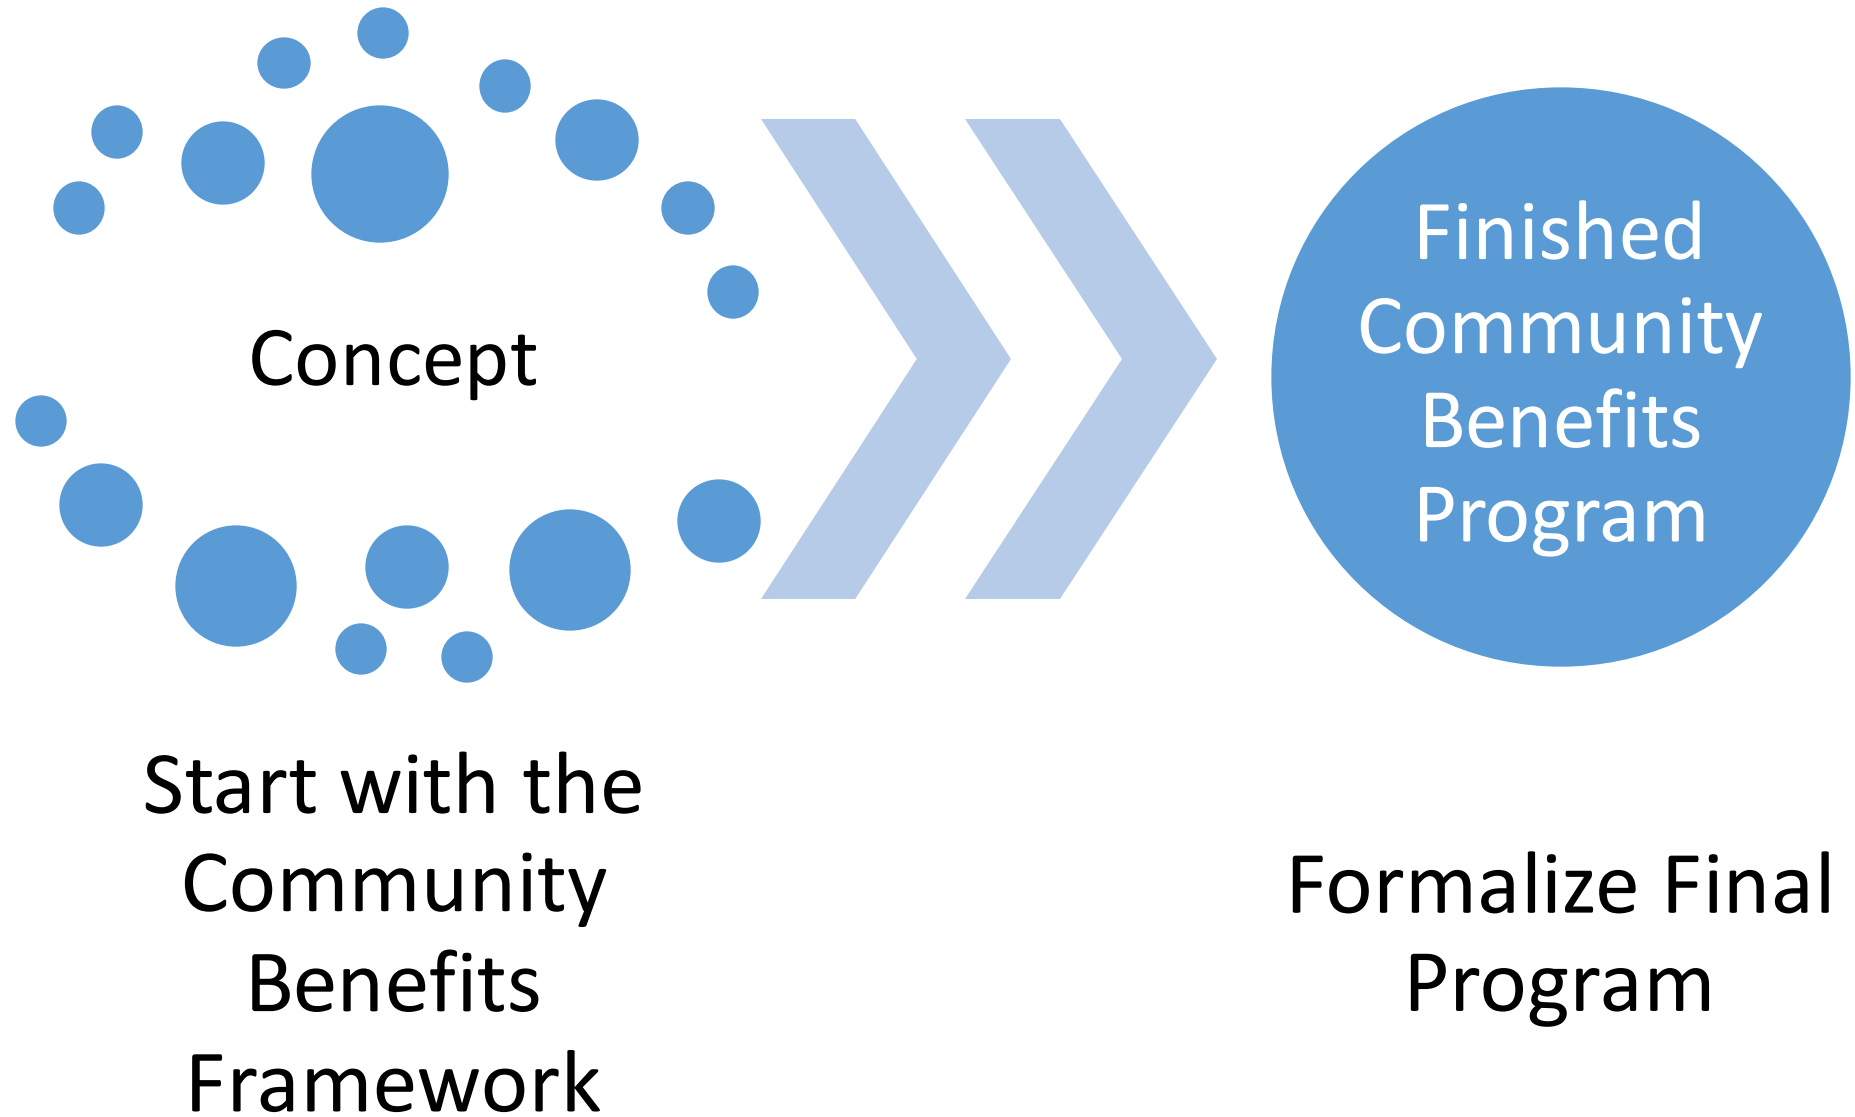 Concept
Start with the
Community
Benefits
Framework
Finished
Community
Benefits
Program
Formalize Final
Program